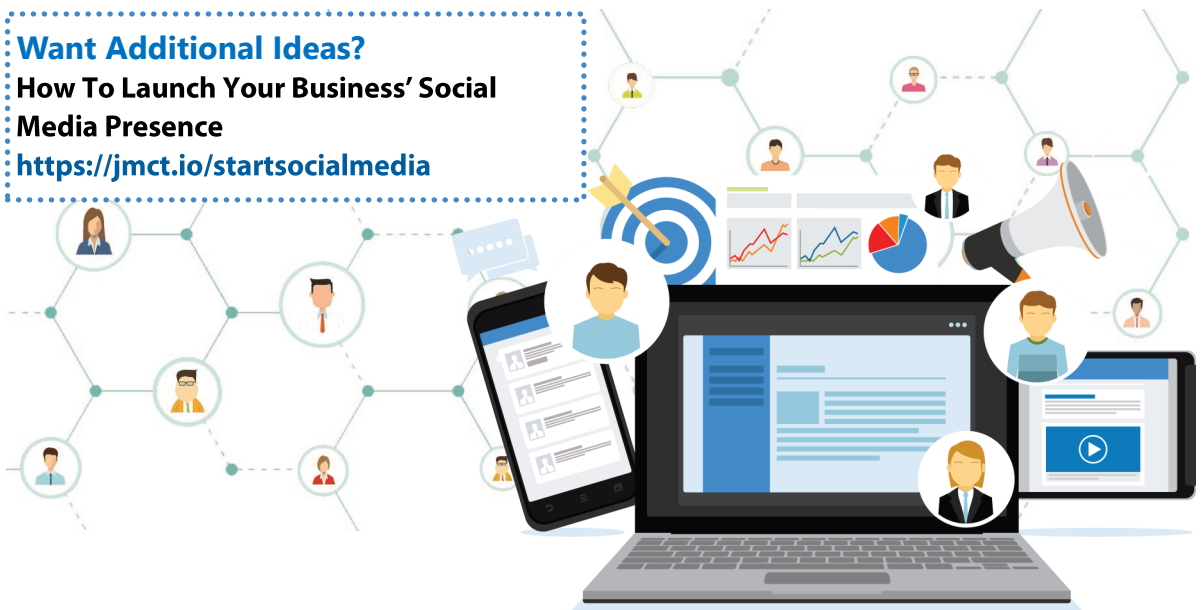 Want Additional Ideas?
How To Launch Your Business’ Social
Media Presence
https://jmct.io/startsocialmedia